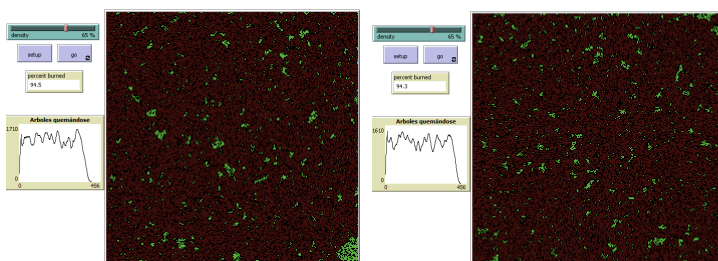 density 65 %
setup go
percent burned
94.5
Arboles quemándose
1710
0
0 456
density 65 %
setup go
percent burned
94.3
Arboles quemándose
1610
0
0 456